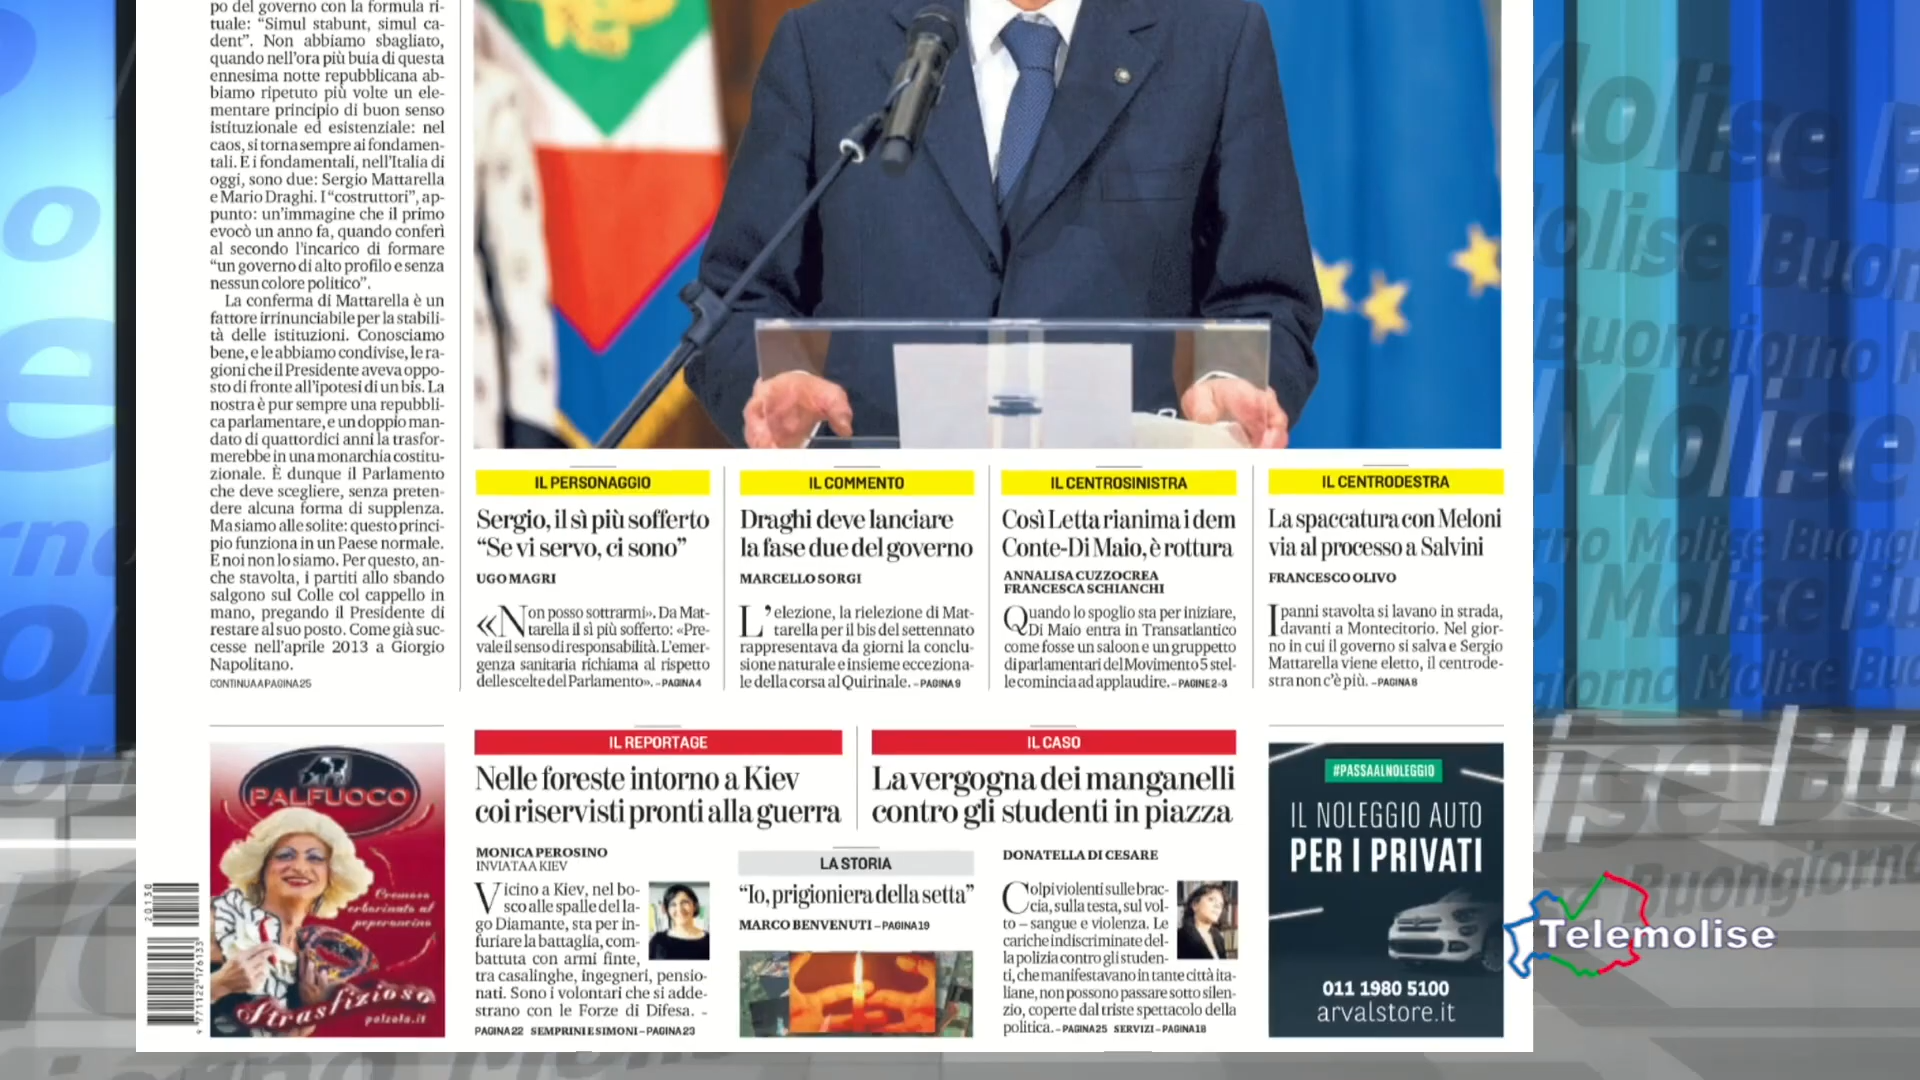 po del governo con la formula ri-
tuale: “Simul stabunt, simul ca-
dent”. Non abbiamo sbagliato,
quando nell'ora più buia di questa
ennesima notte repubblicana ab-
biamo ripetuto più volte un ele-
mentare principio di buon senso
istituzionale ed esistenziale: nel
caos, si torna sempre ai fondamen-
tali. E i fondamentali, nell'Italia di
oggi, sono due: Sergio Mattarella
e Mario Draghi. I “costruttori”, ap-
punto: un'immagine che il primo
evocò un anno fa, quando conferì
al secondo l'incarico di formare
“un governo di alto profilo e senza
nessun colore politico”.
La conferma di Mattarella è un
fattore irrinunciabile per la stabili-
tà delle istituzioni. Conosciamo
bene, e le abbiamo condivise, le ra-
gioni che il Presidente aveva oppo-
sto di fronte all'ipotesi di un bis. La
nostra è pur sempre una repubbli-
ca parlamentare, e un doppio man-
dato di quattordici anni la trasfor-
merebbe in una monarchia costitu-
zionale. È dunque il Parlamento
che deve scegliere, senza preten-
dere alcuna forma di supplenza.
Ma siamo alle solite: questo princi-
pio funziona in un Paese normale.
E noi non lo siamo. Per questo, an-
che stavolta, i partiti allo sbando
salgono sul Colle col cappello in
mano, pregando il Presidente di
restare al suo posto. Come già suc-
cesse nell'aprile 2013 a Giorgio
Napolitano.
CONTINUA A PAGINA 25
IL PERSONAGGIO
Sergio, il sì più sofferto
“Se vi servo, ci sono”
UGO MAGRI
«Non posso sottrarmi». Da Mat-
tarella il sì più sofferto: «Pre-
vale il senso di responsabilità. L'emer-
genza sanitaria richiama al rispetto
delle scelte del Parlamento». – PAGINA 4
IL COMMENTO
Draghi deve lanciare
la fase due del governo
MARCELLO SORGI
L'elezione, la rielezione di Mat-
tarella per il bis del settennato
rappresentava da giorni la conclu-
sione naturale e insieme ecceziona-
le della corsa al Quirinale. – PAGINA 9
IL CENTROSINISTRA
Così Letta rianima i dem
Conte-Di Maio, è rottura
ANNALISA CUZZOCREA
FRANCESCA SCHIANCHI
Quando lo spoglio sta per iniziare,
Di Maio entra in Transatlantico
come fosse un saloon e un gruppetto
di parlamentari del Movimento 5 stel-
le comincia ad applaudire. – PAGINE 2-3
IL CENTRODESTRA
La spaccatura con Meloni
via al processo a Salvini
FRANCESCO OLIVO
I panni stavolta si lavano in strada,
davanti a Montecitorio. Nel gior-
no in cui il governo si salva e Sergio
Mattarella viene eletto, il centrode-
stra non c'è più. – PAGINA 8
PALFUOCO
Cremoso
erborinato al
peperoncino
Strasfizioso
palzola.it
20130
9 771122 176133
IL REPORTAGE
Nelle foreste intorno a Kiev
coi riservisti pronti alla guerra
MONICA PEROSINO
INVIATA A KIEV
Vicino a Kiev, nel bo-
sco alle spalle del la-
go Diamante, sta per in-
furiare la battaglia, com-
battuta con armi finte,
tra casalinghe, ingegneri, pensio-
nati. Sono i volontari che si adde-
strano con le Forze di Difesa. –
PAGINA 22 SEMPRINI E SIMONI – PAGINA 23
LA STORIA
“Io, prigioniera della setta”
MARCO BENVENUTI – PAGINA 19
IL CASO
La vergogna dei manganelli
contro gli studenti in piazza
DONATELLA DI CESARE
Colpi violenti sulle brac-
cia, sulla testa, sul vol-
to – sangue e violenza. Le
cariche indiscriminate del-
la polizia contro gli studen-
ti, che manifestavano in tante città ita-
liane, non possono passare sotto silen-
zio, coperte dal triste spettacolo della
politica. – PAGINA 25 SERVIZI – PAGINA 18
#PASSAALNOLEGGIO
IL NOLEGGIO AUTO
PER I PRIVATI
011 1980 5100
arvalstore.it
Telemolise
Molise Buongiorno